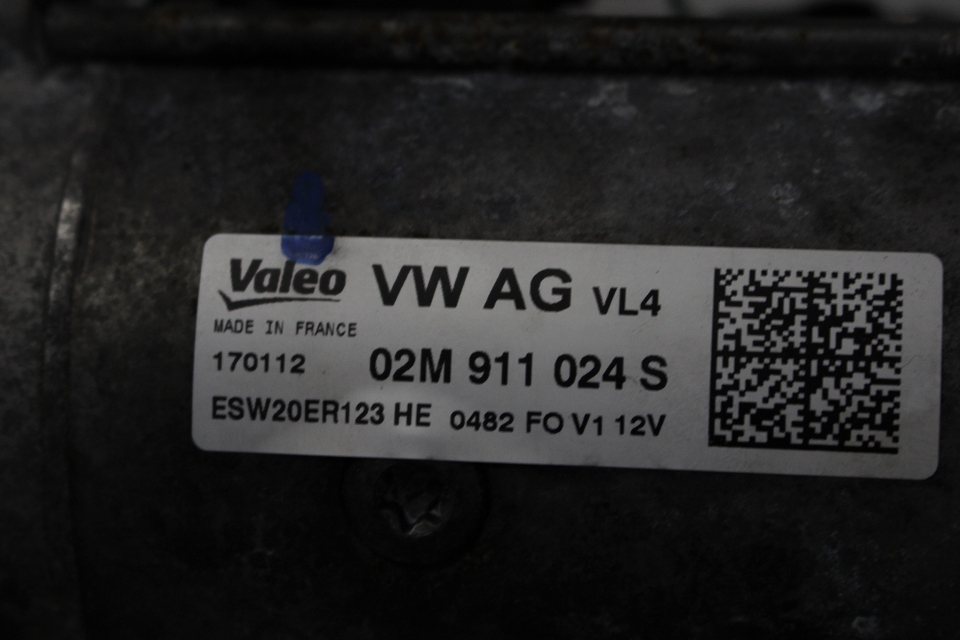 Valeo VW AG VL4
MADE IN FRANCE
170112 02M 911 024 S
ESW20ER123 HE 0482 FO V1 12V